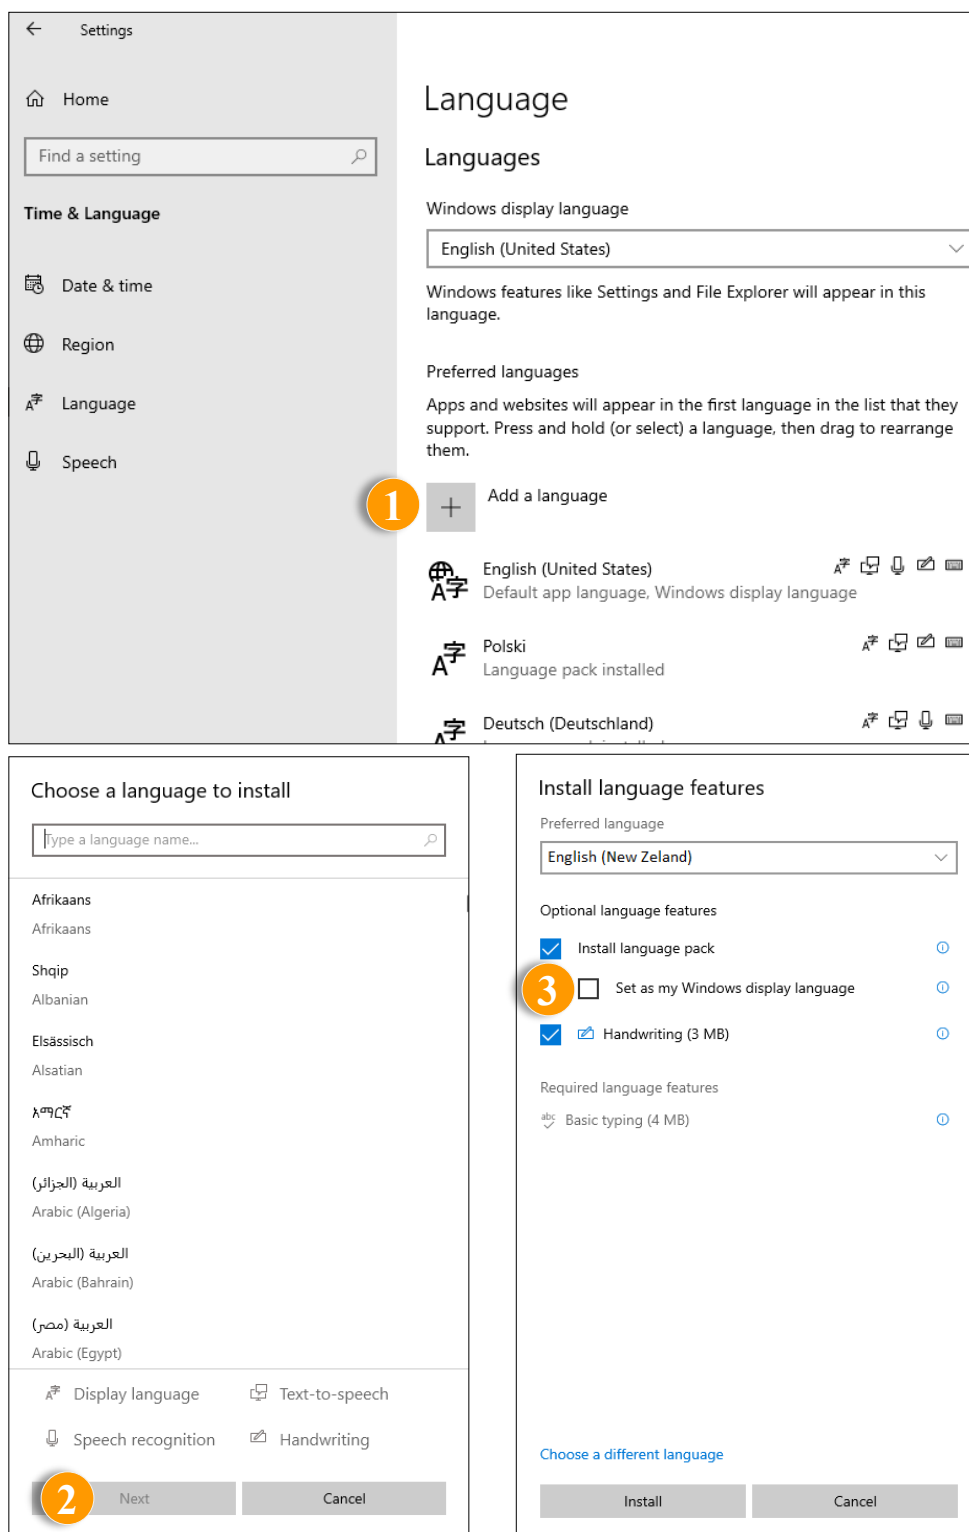 Settings
Home
Find a setting
Time & Language
Date & time
Region
Language
Speech
Language
Languages
Windows display language
English (United States)
Windows features like Settings and File Explorer will appear in this
language.
Preferred languages
Apps and websites will appear in the first language in the list that they
support. Press and hold (or select) a language, then drag to rearrange
them.
1
Add a language
English (United States)
Default app language, Windows display language
Polski
Language pack installed
Deutsch (Deutschland)
Choose a language to install
Type a language name...
Afrikaans
Afrikaans
Shqip
Albanian
Elsässisch
Alsatian
አማርኛ
Amharic
العربية (الجزائر)
Arabic (Algeria)
العربية (البحرين)
Arabic (Bahrain)
العربية (مصر)
Arabic (Egypt)
Display language
Text-to-speech
Speech recognition
Handwriting
2
Next
Cancel
Install language features
Preferred language
English (New Zeland)
Optional language features
Install language pack
3
Set as my Windows display language
Handwriting (3 MB)
Required language features
abc
Basic typing (4 MB)
Choose a different language
Install
Cancel